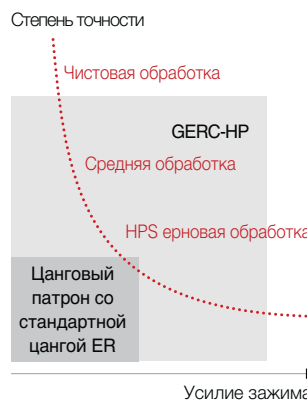 Степень точности
Чистовая обработка
GERC-HP
Средняя обработка
HPS ерновая обработка
Цанговый
патрон со
стандартной
цангой ER
Усилие зажима